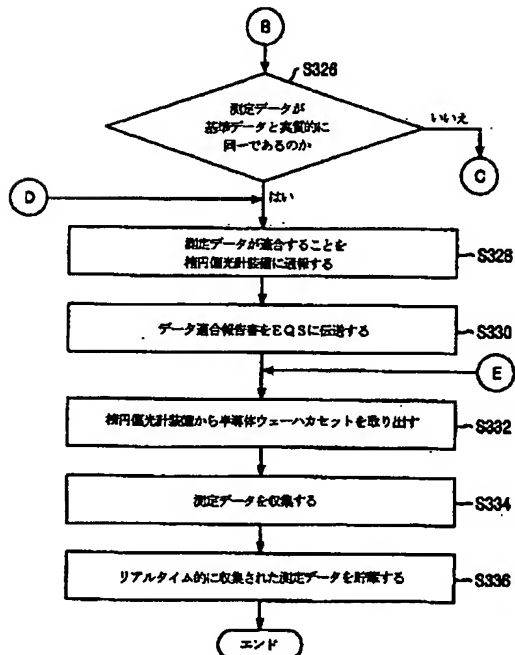 B
S326
測定データが
基準データと実質的に
同一であるのか
いいえ
C
D
はい
測定データが適合することを
楕円偏光計装備に通報する
S328
データ適合報告書をEQSに伝送する
S330
E
楕円偏光計装備から半導体ウェーハカセットを取り出す
S332
測定データを収集する
S334
リアルタイム的に収集された測定データを貯蔵する
S336
エンド